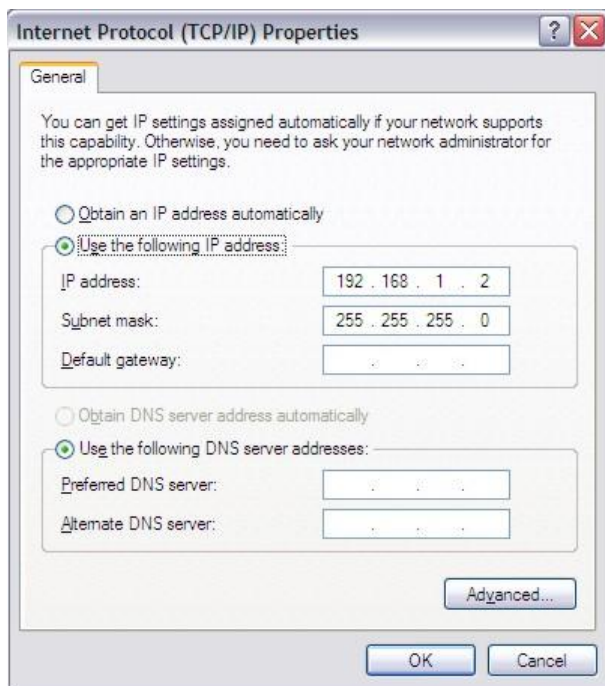 Internet Protocol (TCP/IP) Properties
General
You can get IP settings assigned automatically if your network supports
this capability. Otherwise, you need to ask your network administrator for
the appropriate IP settings.
Obtain an IP address automatically
Use the following IP address:
IP address: 192 . 168 . 1 . 2
Subnet mask: 255 . 255 . 255 . 0
Default gateway: . . .
Obtain DNS server address automatically
Use the following DNS server addresses:
Preferred DNS server: . . .
Alternate DNS server: . . .
Advanced...
OK Cancel